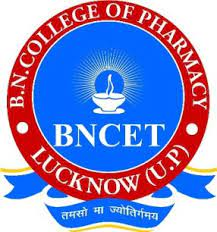 B.N.COLLEGE OF PHARMACY
BNCET
LUCKNOW (U.P)
तमसो मा ज्योतिर्गमय